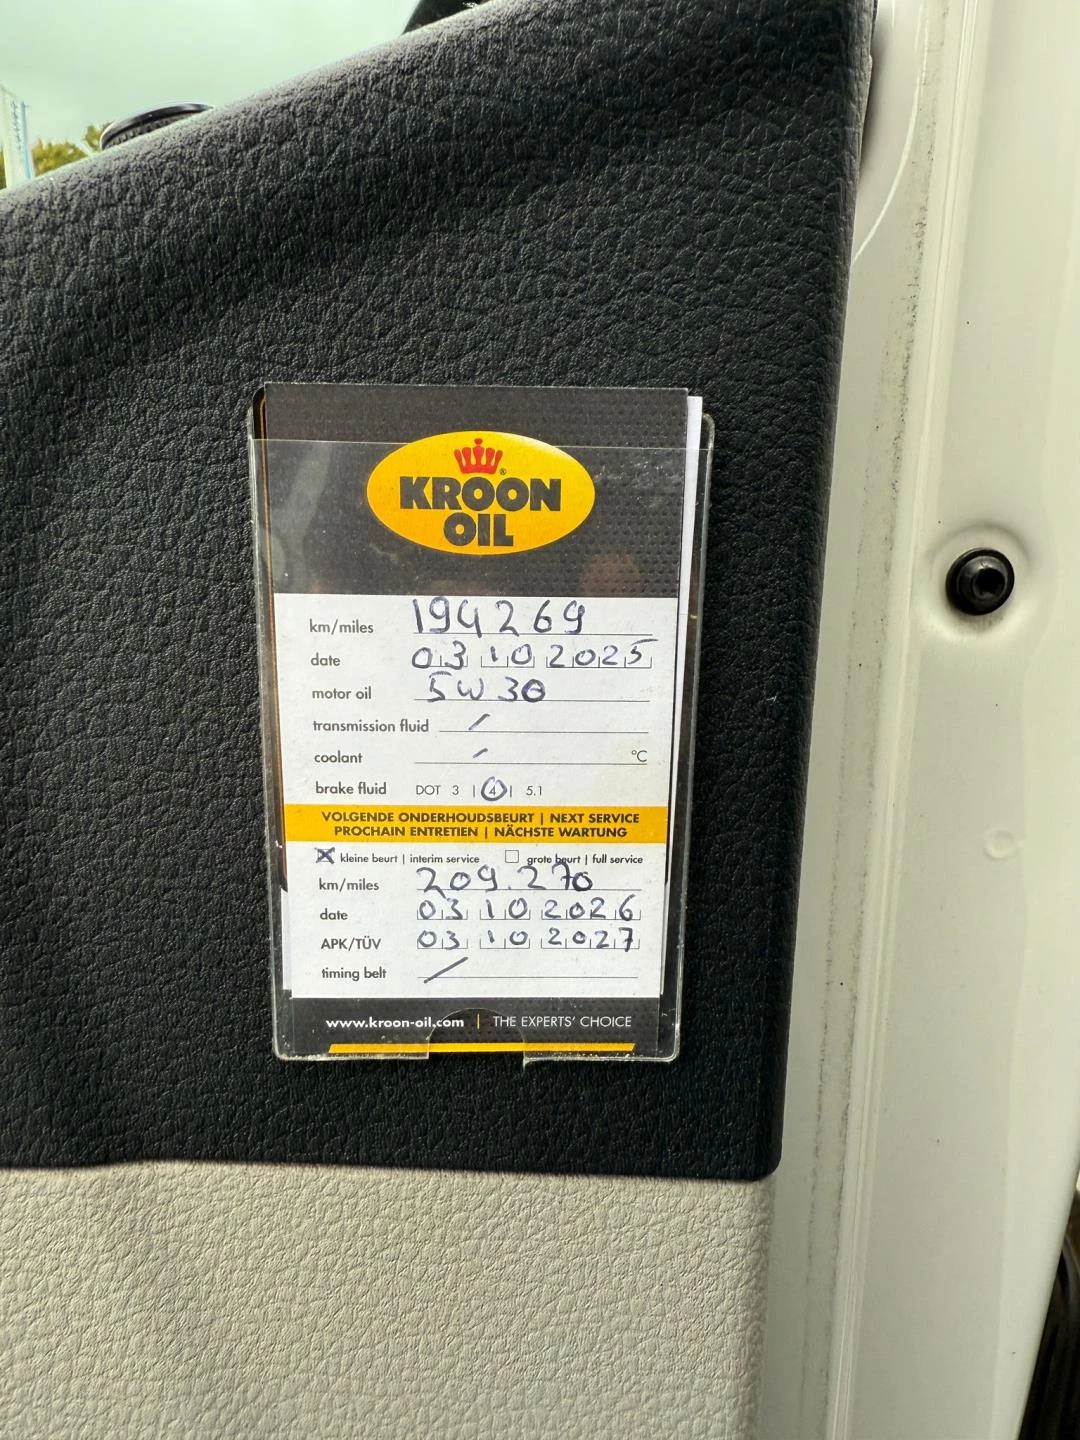 KROON
OIL
®
km/miles 194269
date 03 10 2025
motor oil 5W30
transmission fluid /
coolant / °C
brake fluid DOT 3 | 4 | 5.1
VOLGENDE ONDERHOUDSBEURT | NEXT SERVICE
PROCHAIN ENTRETIEN | NÄCHSTE WARTUNG
kleine beurt | interim service grote beurt | full service
km/miles 209.270
date 03 10 2026
APK/TÜV 03 10 2027
timing belt /
www.kroon-oil.com | THE EXPERTS' CHOICE